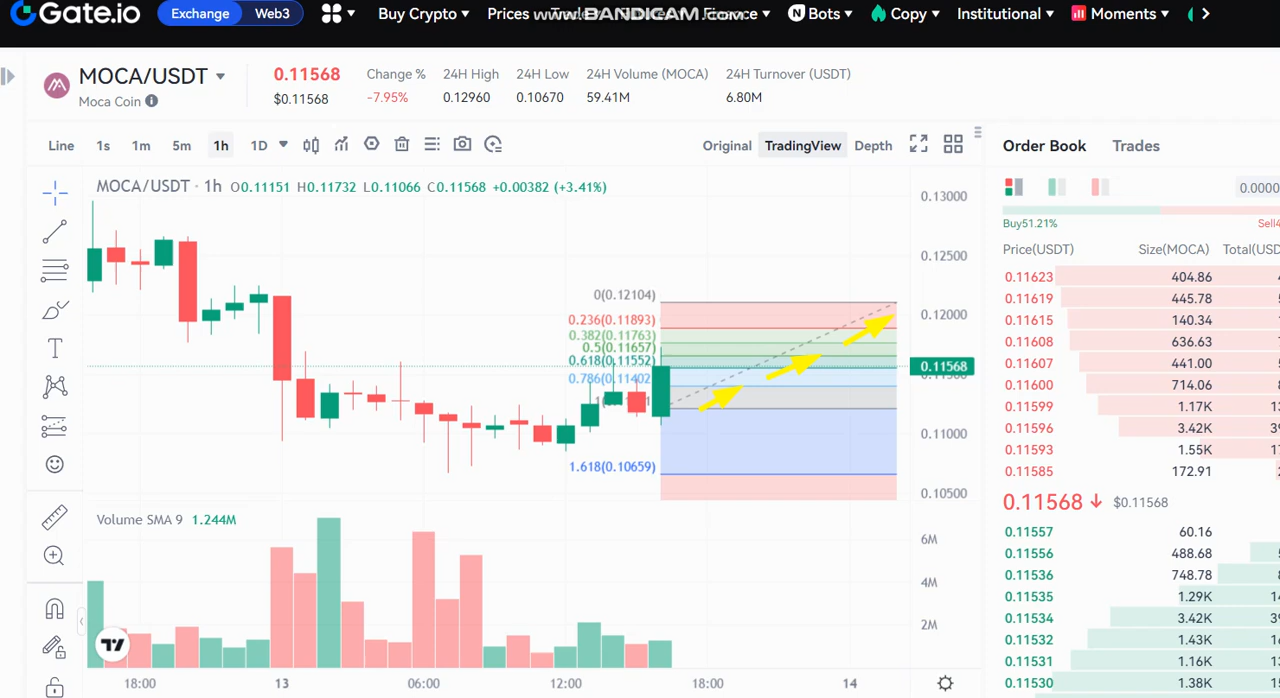 Gate.io Exchange Web3 Buy Crypto Prices www.BANDICAM.com Bots Copy Institutional Moments
MOCA/USDT 0.11568 Change % 24H High 24H Low 24H Volume (MOCA) 24H Turnover (USDT)
Moca Coin $0.11568 -7.95% 0.12960 0.10670 59.41M 6.80M
Line 1s 1m 5m 1h 1D Original TradingView Depth
Order Book Trades
MOCA/USDT · 1h O0.11151 H0.11732 L0.11066 C0.11568 +0.00382 (+3.41%)
0.13000
0.12500
0.12000
0.11568
0.11000
0.10500
0(0.12104)
0.236(0.11893)
0.382(0.11763)
0.5(0.11657)
0.618(0.11552)
0.786(0.11402)
1.618(0.10659)
Volume SMA 9 1.244M
6M
4M
2M
18:00 13 06:00 12:00 18:00 14
0.0000
Buy51.21% Sell4
Price(USDT) Size(MOCA) Total(USD
0.11623 404.86
0.11619 445.78
0.11615 140.34
0.11608 636.63
0.11607 441.00
0.11600 714.06
0.11599 1.17K
0.11596 3.42K
0.11593 1.55K
0.11585 172.91
0.11568 $0.11568
0.11557 60.16
0.11556 488.68
0.11536 748.78
0.11535 1.29K
0.11534 3.42K
0.11532 1.43K
0.11531 1.16K
0.11530 1.38K